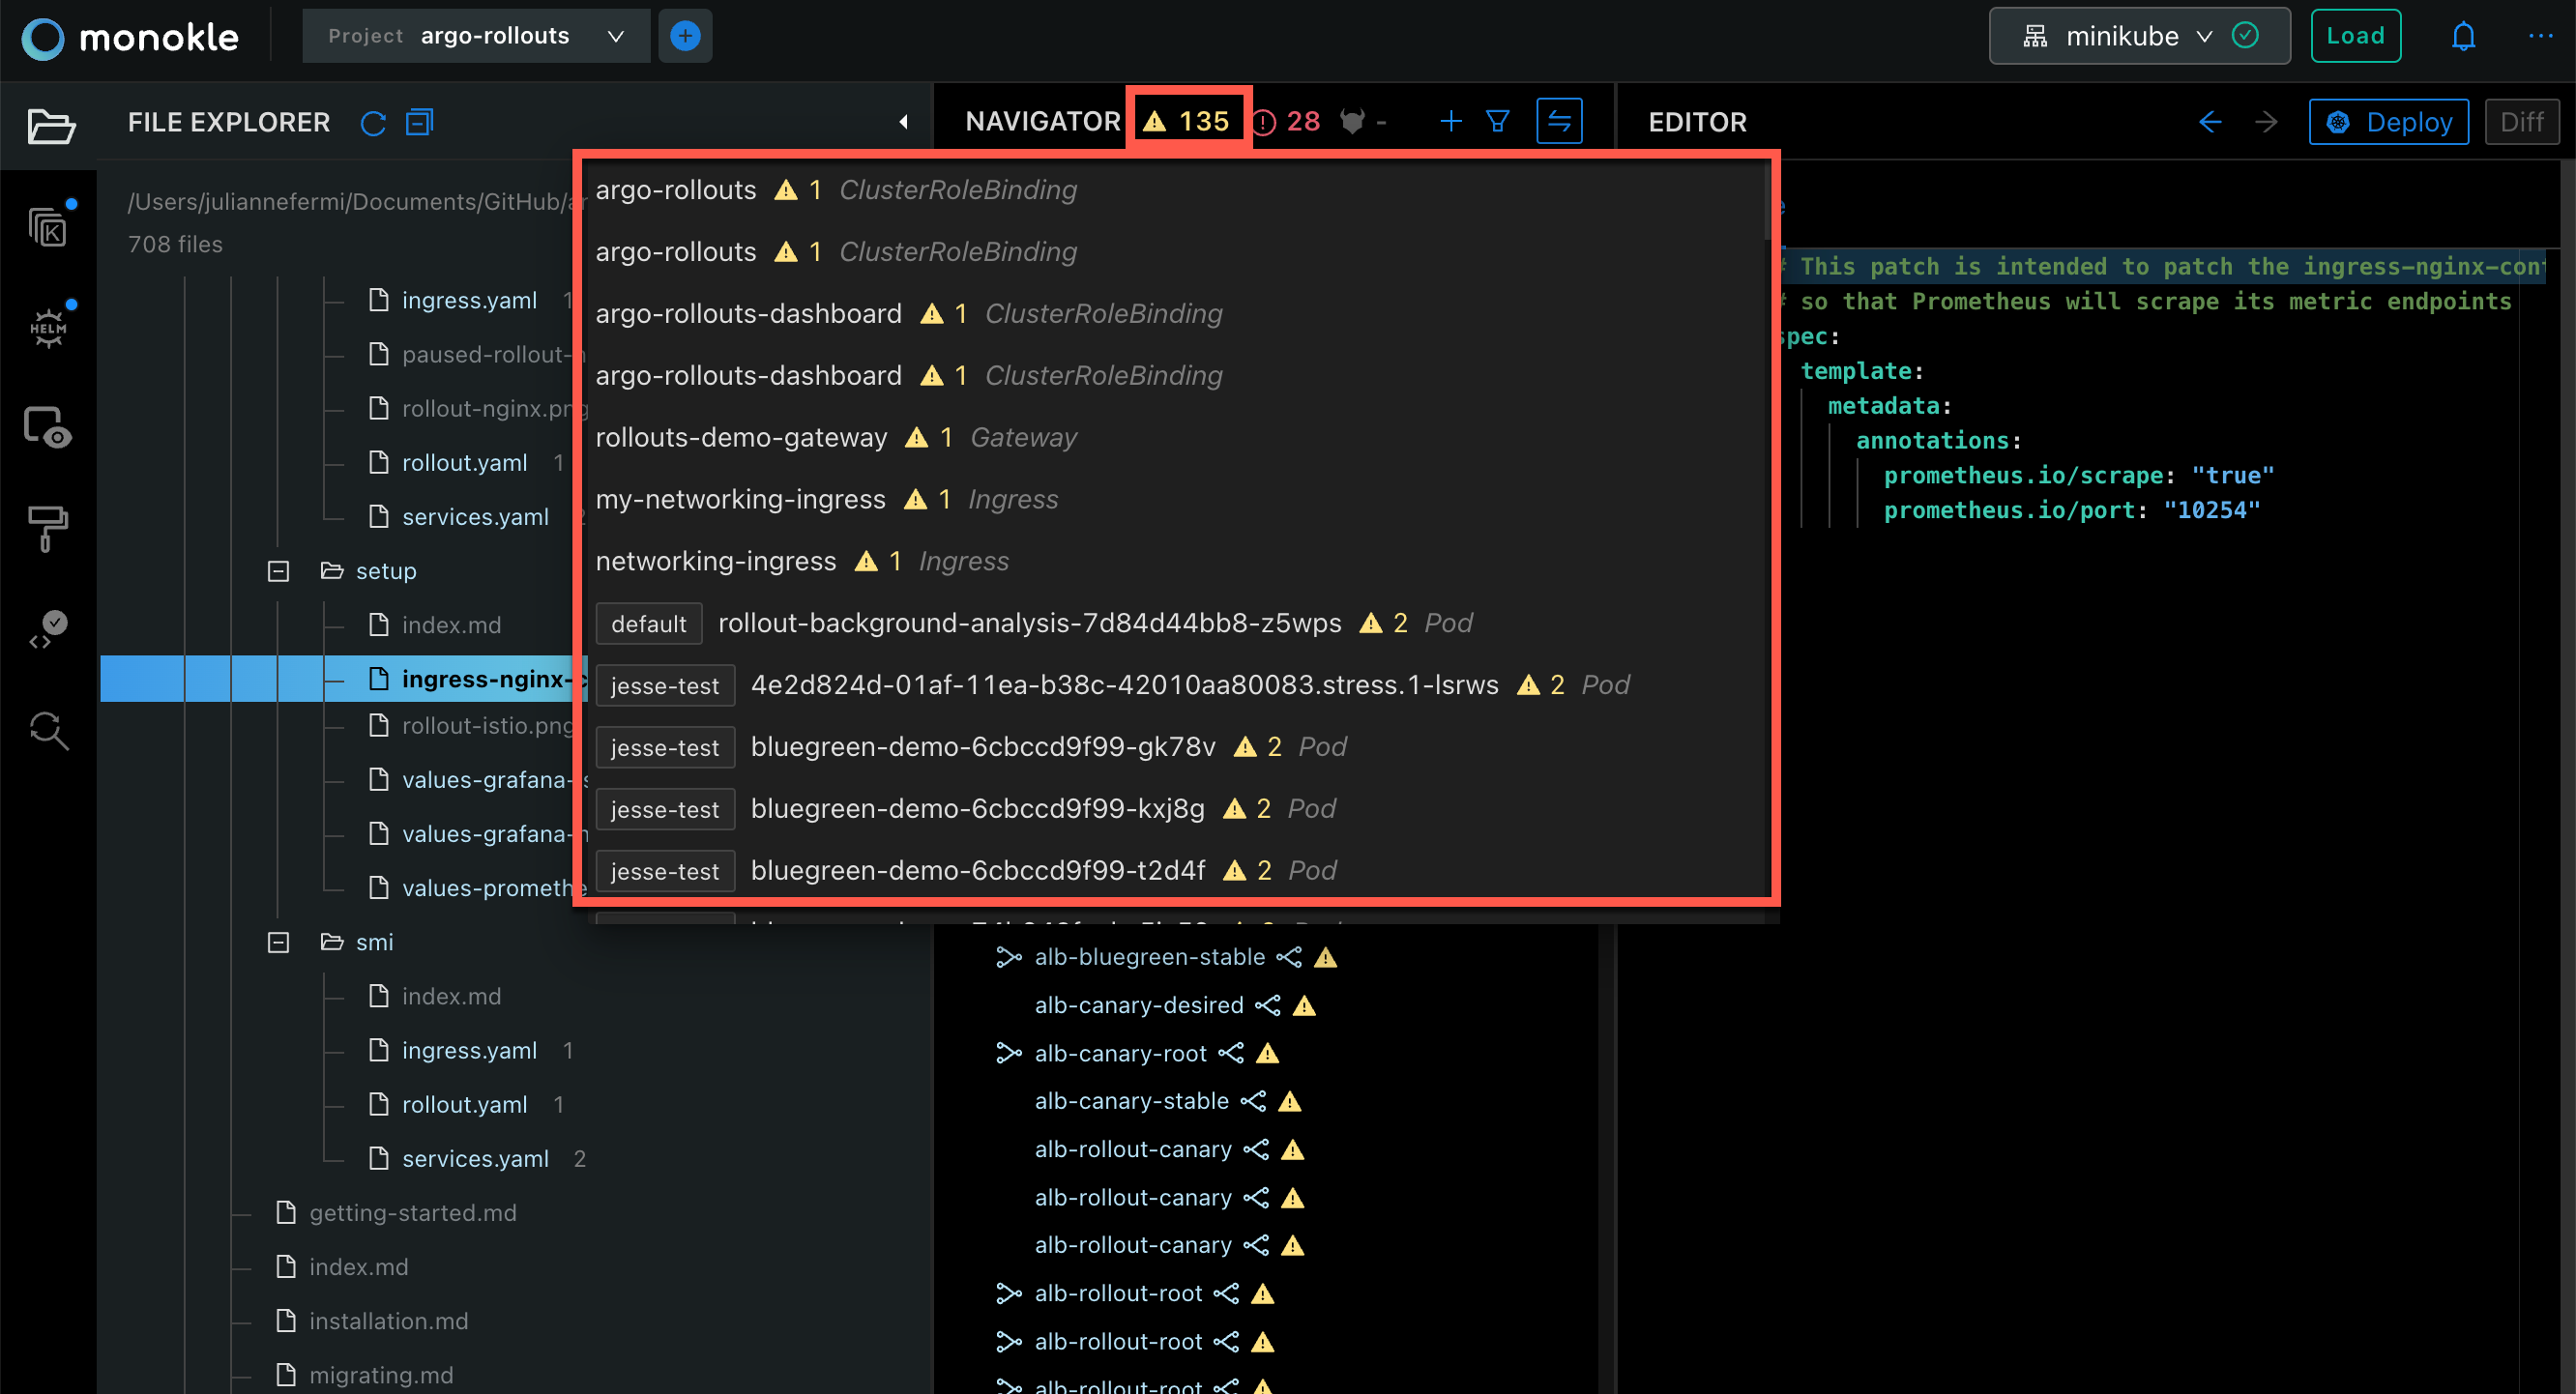 monokle
Project argo-rollouts
minikube
Load
FILE EXPLORER
NAVIGATOR 135 28 -
EDITOR
Deploy
Diff
/Users/juliannefermi/Documents/GitHub/
708 files
ingress.yaml 1
paused-rollout-
rollout-nginx.png
rollout.yaml 1
services.yaml 2
setup
index.md
ingress-nginx-c
rollout-istio.png
values-grafana-
values-grafana-
values-promethe
smi
index.md
ingress.yaml 1
rollout.yaml 1
services.yaml 2
getting-started.md
index.md
installation.md
migrating.md
argo-rollouts 1 ClusterRoleBinding
argo-rollouts 1 ClusterRoleBinding
argo-rollouts-dashboard 1 ClusterRoleBinding
argo-rollouts-dashboard 1 ClusterRoleBinding
rollouts-demo-gateway 1 Gateway
my-networking-ingress 1 Ingress
networking-ingress 1 Ingress
default rollout-background-analysis-7d84d44bb8-z5wps 2 Pod
jesse-test 4e2d824d-01af-11ea-b38c-42010aa80083.stress.1-lsrws 2 Pod
jesse-test bluegreen-demo-6cbccd9f99-gk78v 2 Pod
jesse-test bluegreen-demo-6cbccd9f99-kxj8g 2 Pod
jesse-test bluegreen-demo-6cbccd9f99-t2d4f 2 Pod
alb-bluegreen-stable
alb-canary-desired
alb-canary-root
alb-canary-stable
alb-rollout-canary
alb-rollout-canary
alb-rollout-canary
alb-rollout-root
alb-rollout-root
alb-rollout-root
# This patch is intended to patch the ingress-nginx-con
# so that Prometheus will scrape its metric endpoints
spec:
template:
metadata:
annotations:
prometheus.io/scrape: "true"
prometheus.io/port: "10254"
K
HELM